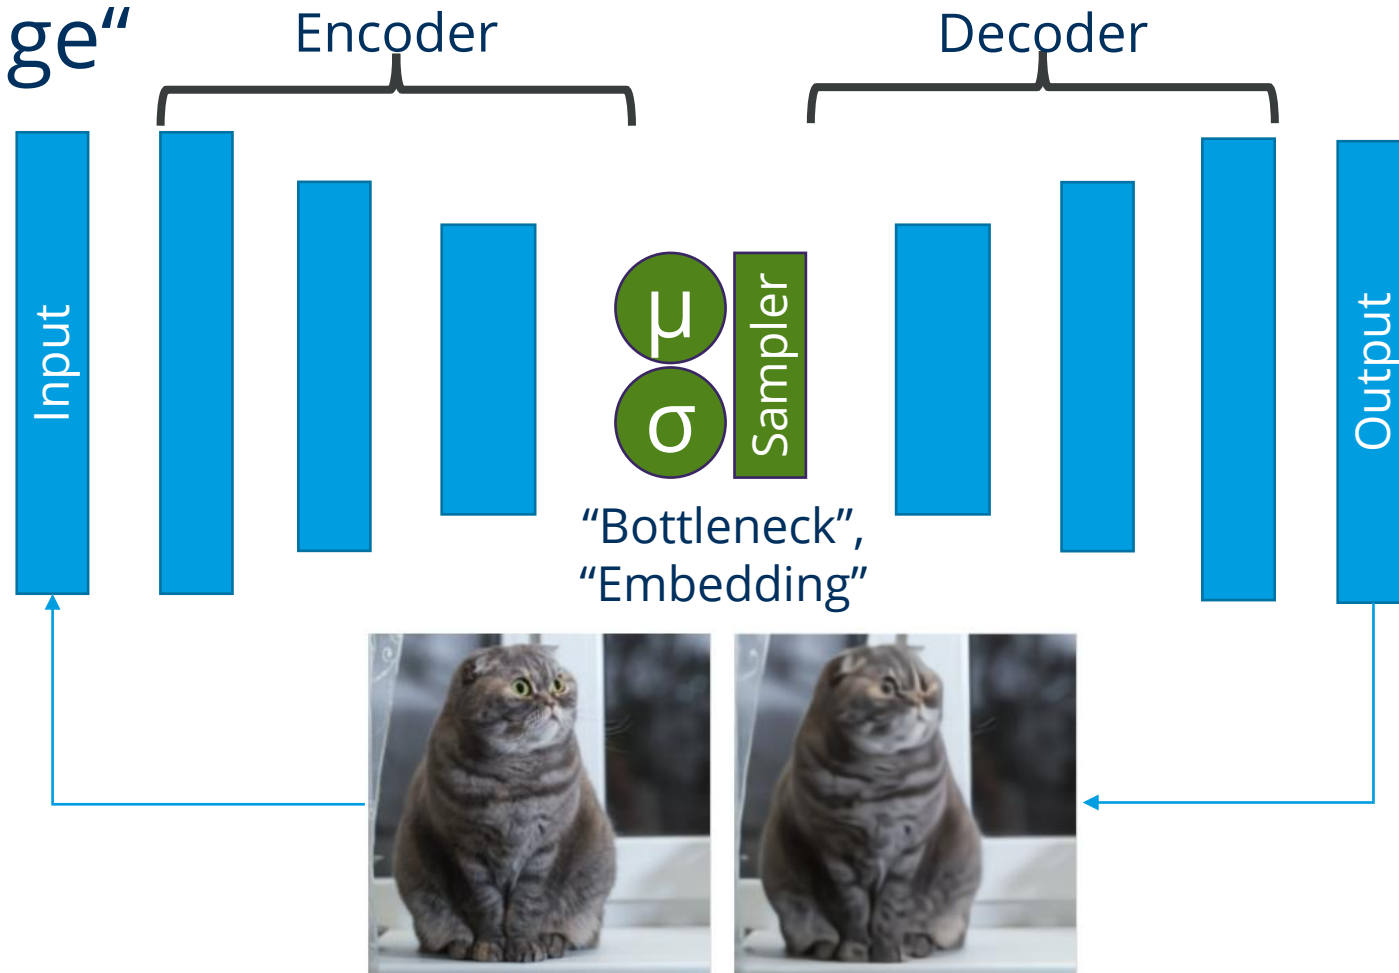 ge“
Encoder
Decoder
Input
μ
σ
Sampler
Output
“Bottleneck”,
“Embedding”